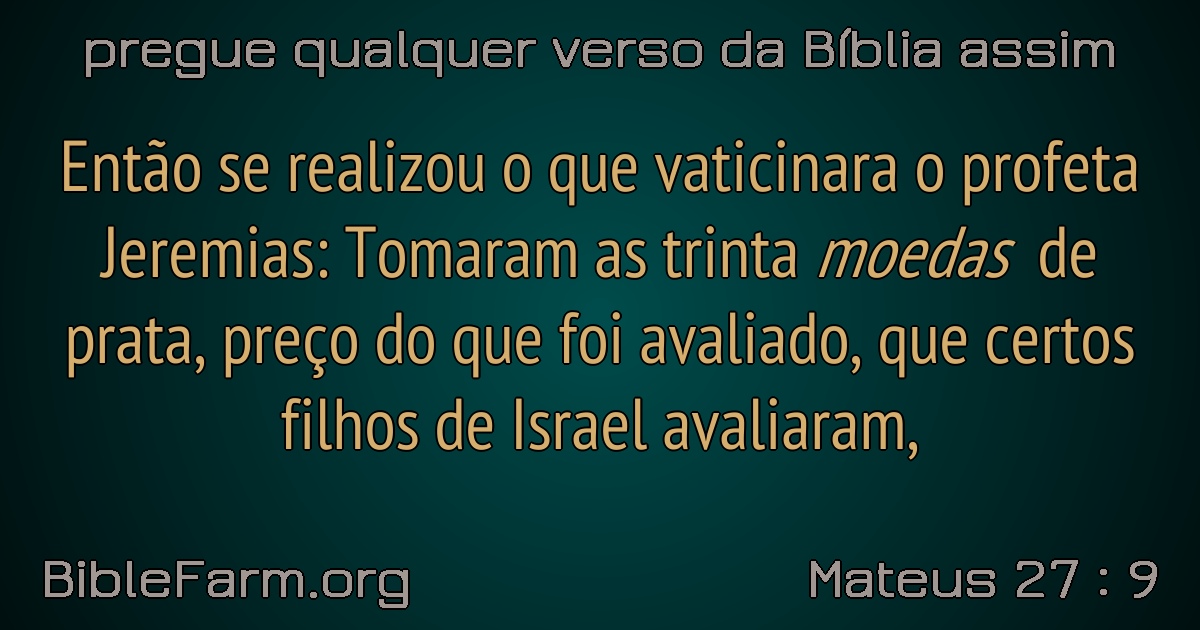 pregue qualquer verso da Bíblia assim
Então se realizou o que vaticinara o profeta
Jeremias: Tomaram as trinta moedas de
prata, preço do que foi avaliado, que certos
filhos de Israel avaliaram,
BibleFarm.org
Mateus 27 : 9